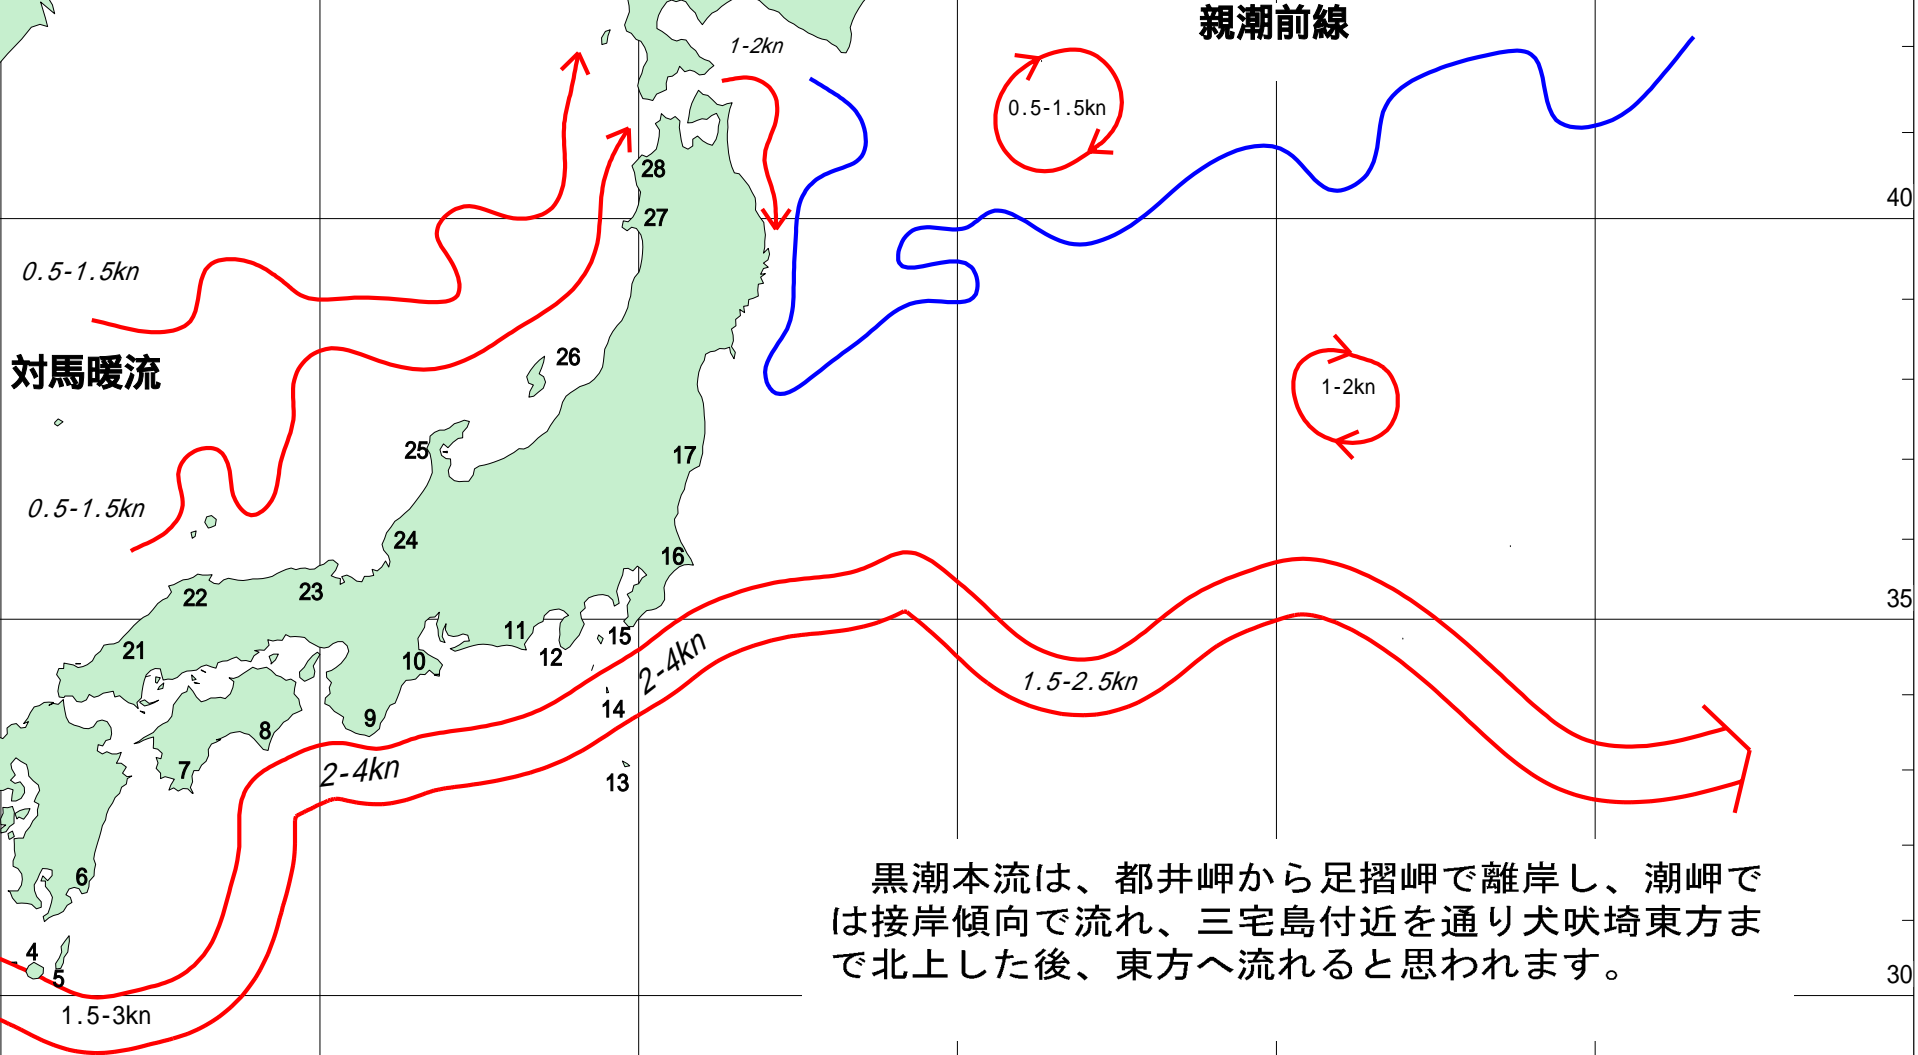 親潮前線
1-2kn
0.5-1.5kn
28
40
27
0.5-1.5kn
対馬暖流
26
1-2kn
25
17
0.5-1.5kn
24
16
23
22
35
11
15
21
12
10
2-4kn
1.5-2.5kn
14
9
8
7
2-4kn
13
6
黒潮本流は、都井岬から足摺岬で離岸し、潮岬で
は接岸傾向で流れ、三宅島付近を通り犬吠埼東方ま
で北上した後、東方へ流れると思われます。
4
5
30
1.5-3kn